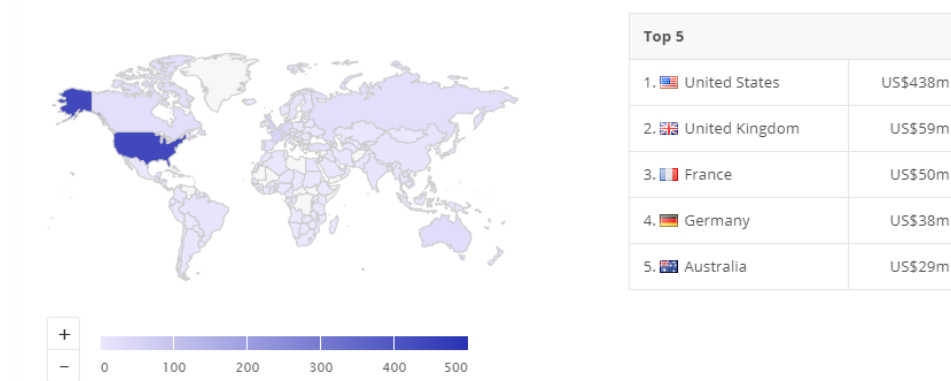 Top 5
1. United States US$438m
2. United Kingdom US$59m
3. France US$50m
4. Germany US$38m
5. Australia US$29m
+
−
0 100 200 300 400 500